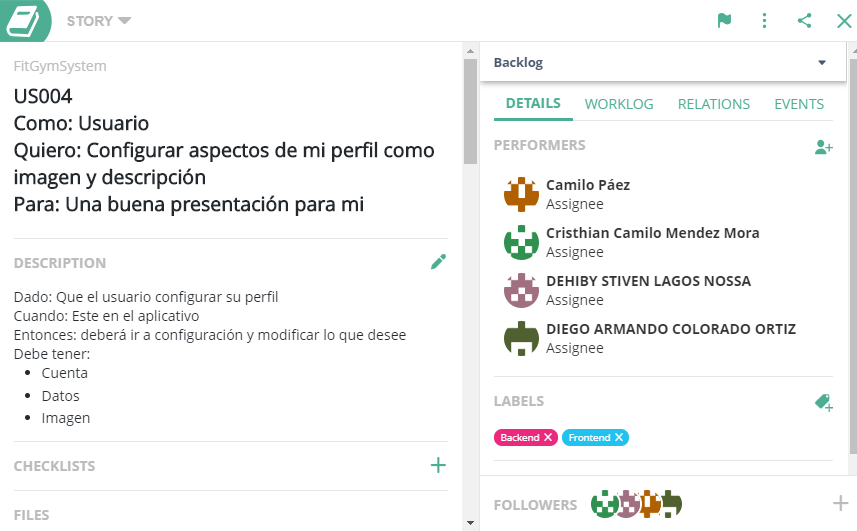 STORY
FitGymSystem
US004
Como: Usuario
Quiero: Configurar aspectos de mi perfil como
imagen y descripción
Para: Una buena presentación para mi
DESCRIPTION
Dado: Que el usuario configurar su perfil
Cuando: Este en el aplicativo
Entonces: deberá ir a configuración y modificar lo que desee
Debe tener:
• Cuenta
• Datos
• Imagen
CHECKLISTS
FILES
Backlog
DETAILS WORKLOG RELATIONS EVENTS
PERFORMERS
Camilo Páez
Assignee
Cristhian Camilo Mendez Mora
Assignee
DEHIBY STIVEN LAGOS NOSSA
Assignee
DIEGO ARMANDO COLORADO ORTIZ
Assignee
LABELS
Backend Frontend
FOLLOWERS